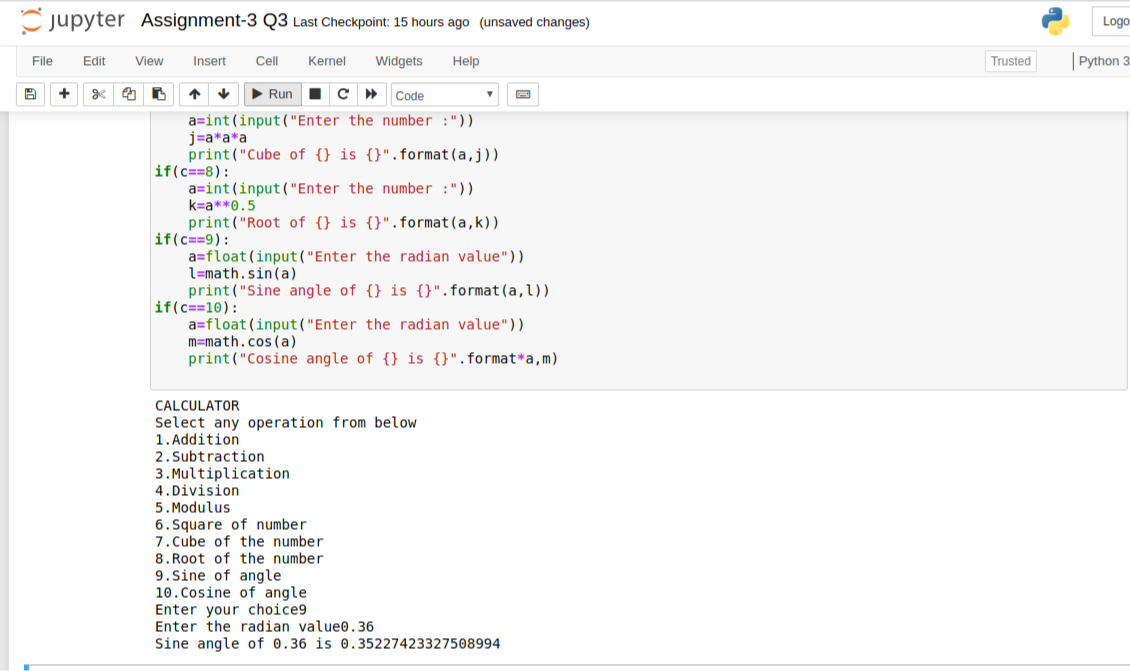 jupyter Assignment-3 Q3 Last Checkpoint: 15 hours ago (unsaved changes) Logo
File Edit View Insert Cell Kernel Widgets Help Trusted Python 3
Run Code
a=int(input("Enter the number :"))
j=a*a*a
print("Cube of {} is {}".format(a,j))
if(c==8):
a=int(input("Enter the number :"))
k=a**0.5
print("Root of {} is {}".format(a,k))
if(c==9):
a=float(input("Enter the radian value"))
l=math.sin(a)
print("Sine angle of {} is {}".format(a,l))
if(c==10):
a=float(input("Enter the radian value"))
m=math.cos(a)
print("Cosine angle of {} is {}".format*a,m)
CALCULATOR
Select any operation from below
1.Addition
2.Subtraction
3.Multiplication
4.Division
5.Modulus
6.Square of number
7.Cube of the number
8.Root of the number
9.Sine of angle
10.Cosine of angle
Enter your choice9
Enter the radian value0.36
Sine angle of 0.36 is 0.35227423327508994